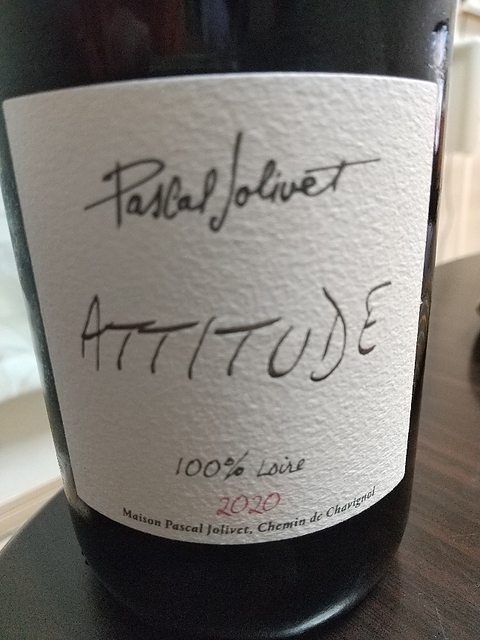 Pascal Jolivet
ATTITUDE
100% Loire
2020
Maison Pascal Jolivet, Chemin de Chavignol